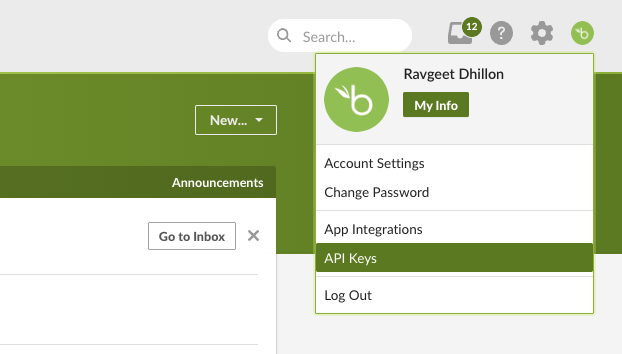 Search...
12
?
Ravgeet Dhillon
My Info
New...
Account Settings
Announcements
Change Password
App Integrations
Go to Inbox
API Keys
Log Out